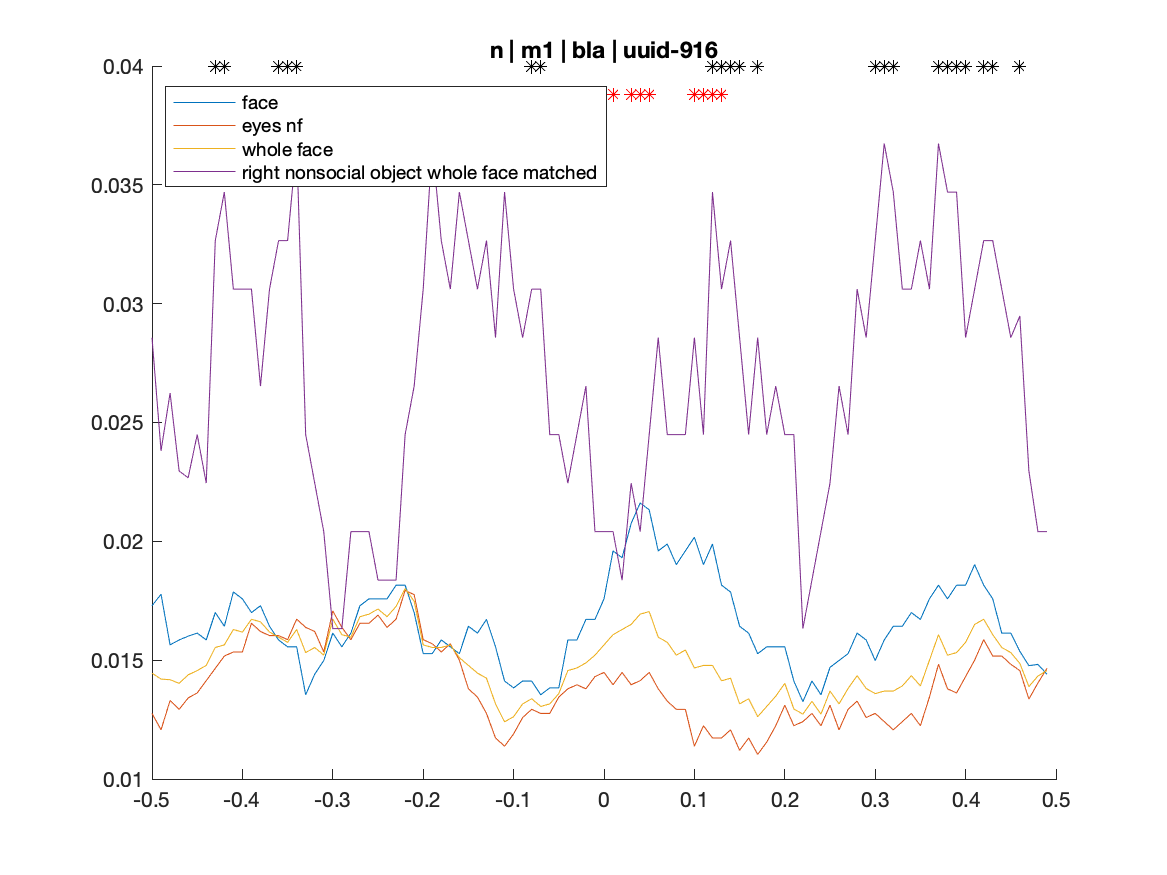 n | m1 | bla | uuid-916
0.04
face
eyes nf
whole face
right nonsocial object whole face matched
0.035
0.03
0.025
0.02
0.015
0.01
-0.5 -0.4 -0.3 -0.2 -0.1 0 0.1 0.2 0.3 0.4 0.5